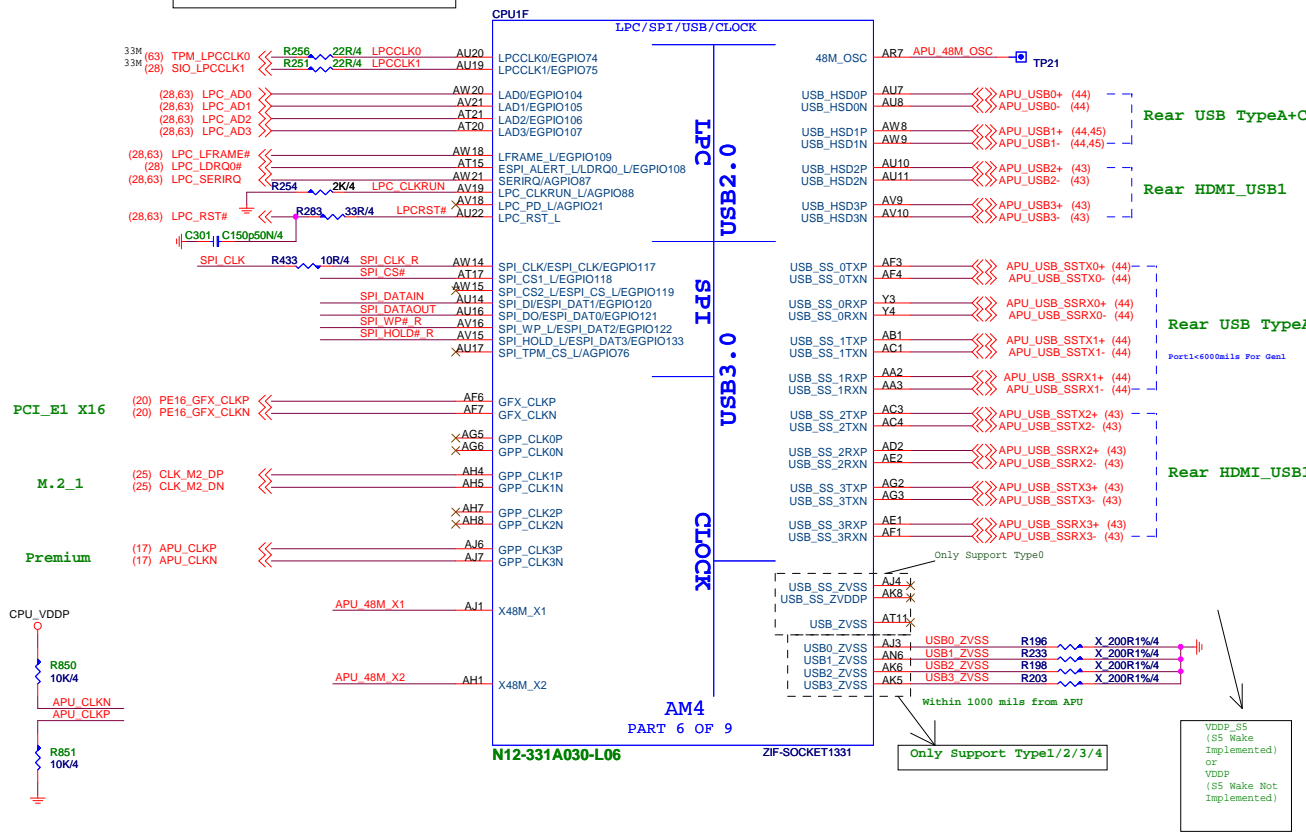 CPU1F
LPC/SPI/USB/CLOCK
33M (63) TPM_LPCCLK0 R256 22R/4 LPCCLK0 AU20 LPCCLK0/EGPIO74
33M (28) SIO_LPCCLK1 R251 22R/4 LPCCLK1 AU19 LPCCLK1/EGPIO75
(28,63) LPC_AD0 AW20 LAD0/EGPIO104
(28,63) LPC_AD1 AV21 LAD1/EGPIO105
(28,63) LPC_AD2 AT21 LAD2/EGPIO106
(28,63) LPC_AD3 AT20 LAD3/EGPIO107
(28,63) LPC_LFRAME# AW18 LFRAME_L/EGPIO109
(28) LPC_LDRQ0# AT15 ESPI_ALERT_L/LDRQ0_L/EGPIO108
(28,63) LPC_SERIRQ AW21 SERIRQ/AGPIO87
R254 2K/4 LPC_CLKRUN AV19 LPC_CLKRUN_L/AGPIO88
AV18 LPC_PD_L/AGPIO21
(28,63) LPC_RST# R283 33R/4 LPCRST# AU22 LPC_RST_L
C301 C150p50N/4
SPI_CLK R433 10R/4 SPI_CLK_R AW14 SPI_CLK/ESPI_CLK/EGPIO117
SPI_CS# AT17 SPI_CS1_L/EGPIO118
AW15 SPI_CS2_L/ESPI_CS_L/EGPIO119
SPI_DATAIN AU14 SPI_DI/ESPI_DAT1/EGPIO120
SPI_DATAOUT AU16 SPI_DO/ESPI_DAT0/EGPIO121
SPI_WP#_R AV16 SPI_WP_L/ESPI_DAT2/EGPIO122
SPI_HOLD#_R AV15 SPI_HOLD_L/ESPI_DAT3/EGPIO133
AU17 SPI_TPM_CS_L/AGPIO76
PCI_E1 X16
(20) PE16_GFX_CLKP AF6 GFX_CLKP
(20) PE16_GFX_CLKN AF7 GFX_CLKN
AG5 GPP_CLK0P
AG6 GPP_CLK0N
M.2_1
(25) CLK_M2_DP AH4 GPP_CLK1P
(25) CLK_M2_DN AH5 GPP_CLK1N
AH7 GPP_CLK2P
AH8 GPP_CLK2N
Premium
(17) APU_CLKP AJ6 GPP_CLK3P
(17) APU_CLKN AJ7 GPP_CLK3N
APU_48M_X1 AJ1 X48M_X1
APU_48M_X2 AH1 X48M_X2
CPU_VDDP
R850
10K/4
APU_CLKN
APU_CLKP
R851
10K/4
LPC
USB2.0
SPI
USB3.0
CLOCK
48M_OSC AR7 APU_48M_OSC TP21
USB_HSD0P AU7 APU_USB0+ (44)
USB_HSD0N AU8 APU_USB0- (44)
USB_HSD1P AW8 APU_USB1+ (44,45)
USB_HSD1N AW9 APU_USB1- (44,45)
Rear USB TypeA+C
USB_HSD2P AU10 APU_USB2+ (43)
USB_HSD2N AU11 APU_USB2- (43)
USB_HSD3P AV9 APU_USB3+ (43)
USB_HSD3N AV10 APU_USB3- (43)
Rear HDMI_USB1
USB_SS_0TXP AF3 APU_USB_SSTX0+ (44)
USB_SS_0TXN AF4 APU_USB_SSTX0- (44)
USB_SS_0RXP Y3 APU_USB_SSRX0+ (44)
USB_SS_0RXN Y4 APU_USB_SSRX0- (44)
USB_SS_1TXP AB1 APU_USB_SSTX1+ (44)
USB_SS_1TXN AC1 APU_USB_SSTX1- (44)
USB_SS_1RXP AA2 APU_USB_SSRX1+ (44)
USB_SS_1RXN AA3 APU_USB_SSRX1- (44)
Rear USB TypeA
Port1<6000mils For Gen1
USB_SS_2TXP AC3 APU_USB_SSTX2+ (43)
USB_SS_2TXN AC4 APU_USB_SSTX2- (43)
USB_SS_2RXP AD2 APU_USB_SSRX2+ (43)
USB_SS_2RXN AE2 APU_USB_SSRX2- (43)
USB_SS_3TXP AG2 APU_USB_SSTX3+ (43)
USB_SS_3TXN AG3 APU_USB_SSTX3- (43)
USB_SS_3RXP AE1 APU_USB_SSRX3+ (43)
USB_SS_3RXN AF1 APU_USB_SSRX3- (43)
Rear HDMI_USB1
Only Support Type0
USB_SS_ZVSS AJ4
USB_SS_ZVDDP AK8
USB_ZVSS AT11
USB0_ZVSS AJ3 USB0_ZVSS R196 X_200R1%/4
USB1_ZVSS AN6 USB1_ZVSS R233 X_200R1%/4
USB2_ZVSS AK6 USB2_ZVSS R198 X_200R1%/4
USB3_ZVSS AK5 USB3_ZVSS R203 X_200R1%/4
Within 1000 mils from APU
Only Support Type1/2/3/4
AM4
PART 6 OF 9
N12-331A030-L06
ZIF-SOCKET1331
VDDP_S5
(S5 Wake
Implemented)
or
VDDP
(S5 Wake Not
Implemented)